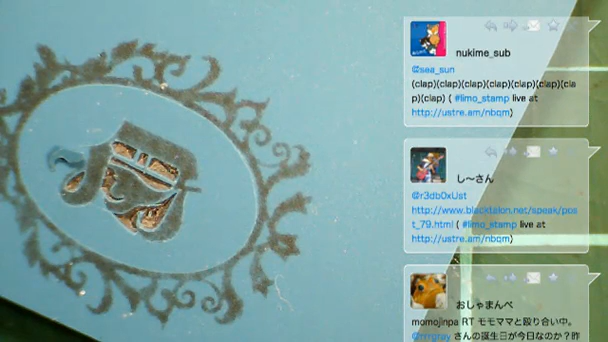 nukime_sub
@sea_sun
(clap)(clap)(clap)(clap)(clap)(clap)(cla
p)(clap) ( #limo_stamp live at
http://ustre.am/nbqm)
し〜さん
@r3db0xUst
http://www.blacktalon.net/speak/pos
t_79.html ( #limo_stamp live at
http://ustre.am/nbqm)
おしゃまんべ
momojinpa RT モモママと殴り合い中。
@rrrgray さんの誕生日が今日なのか？昨